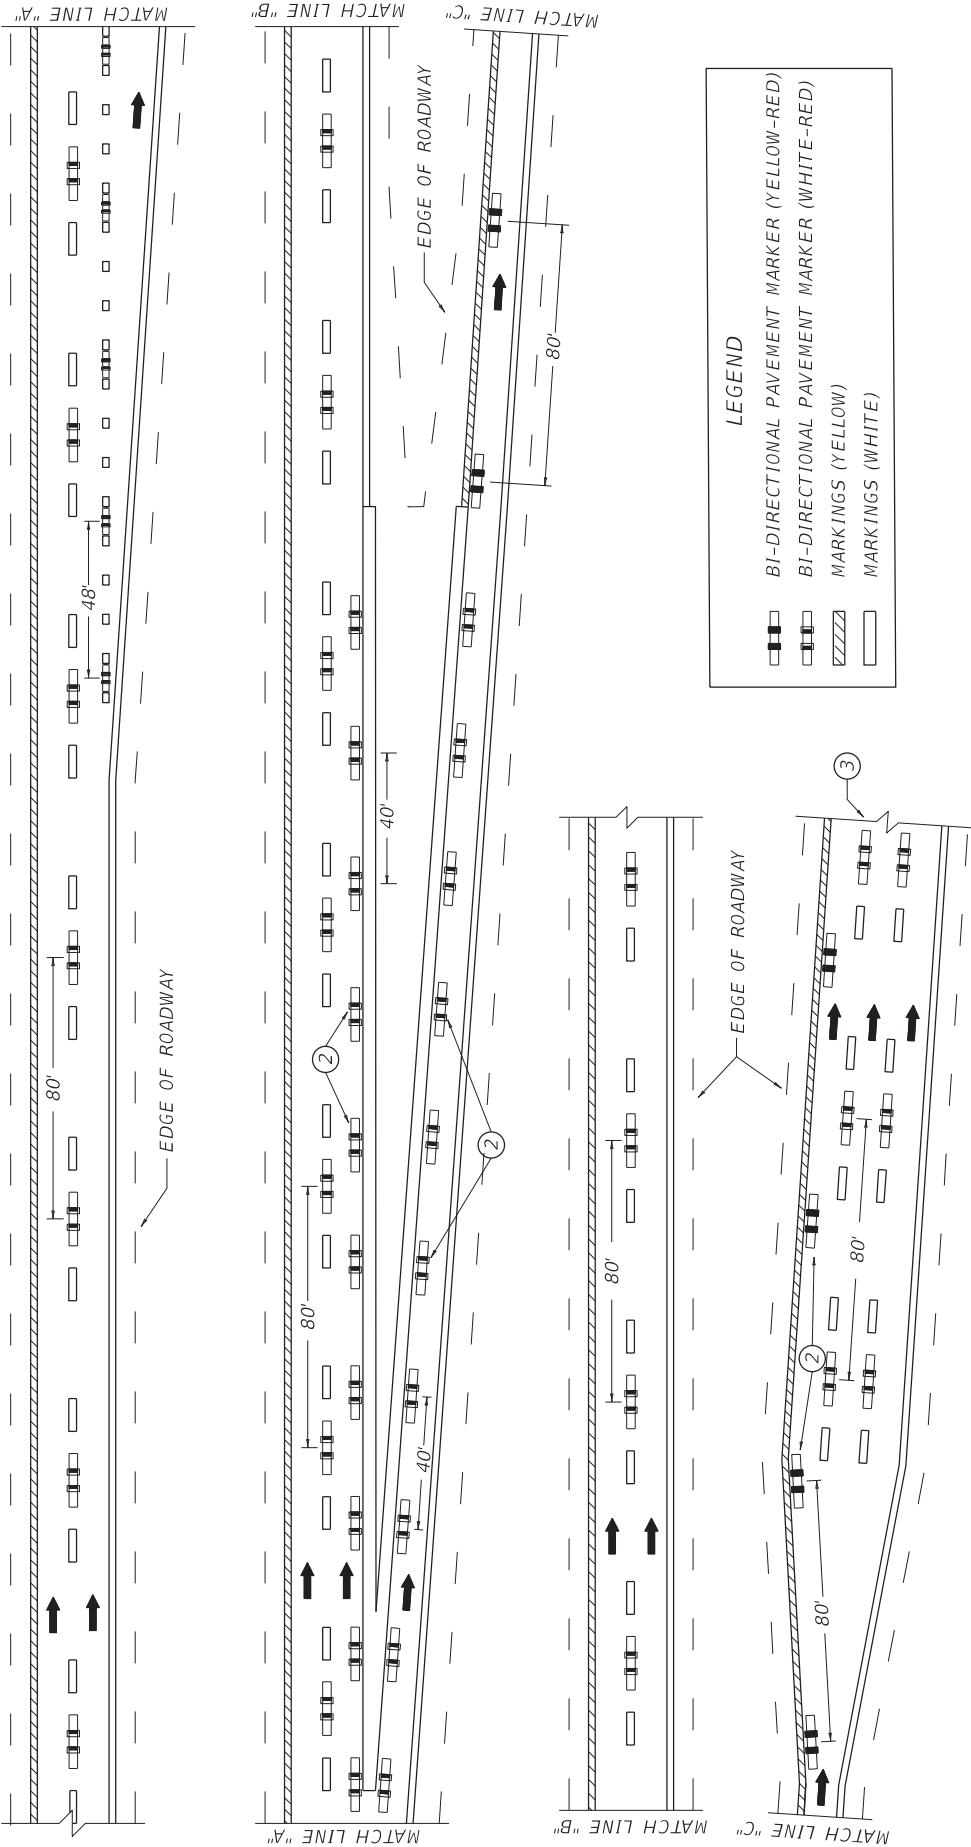 MATCH LINE "A"
48'
80'
EDGE OF ROADWAY
MATCH LINE "B"
MATCH LINE "C"
EDGE OF ROADWAY
80'
40'
2
2
80'
40'
MATCH LINE "A"
LEGEND
BI-DIRECTIONAL PAVEMENT MARKER (YELLOW-RED)
BI-DIRECTIONAL PAVEMENT MARKER (WHITE-RED)
MARKINGS (YELLOW)
MARKINGS (WHITE)
3
EDGE OF ROADWAY
80'
80'
2
80'
MATCH LINE "B"
MATCH LINE "C"